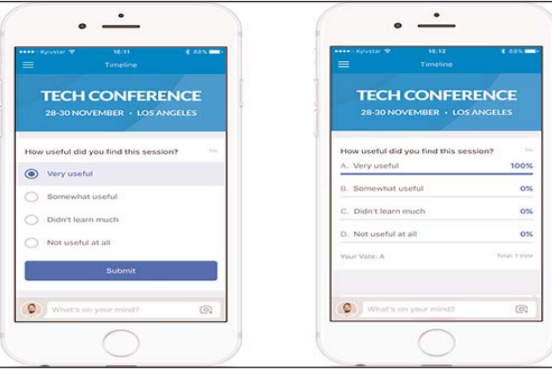 Kyivstar 16:11 88%
Timeline
TECH CONFERENCE
28-30 NOVEMBER • LOS ANGELES
How useful did you find this session?
Very useful
Somewhat useful
Didn't learn much
Not useful at all
Submit
What's on your mind?
Kyivstar 16:12 88%
Timeline
TECH CONFERENCE
28-30 NOVEMBER • LOS ANGELES
How useful did you find this session?
A. Very useful 100%
B. Somewhat useful 0%
C. Didn't learn much 0%
D. Not useful at all 0%
Your Vote: A Total: 1 Vote
What's on your mind?